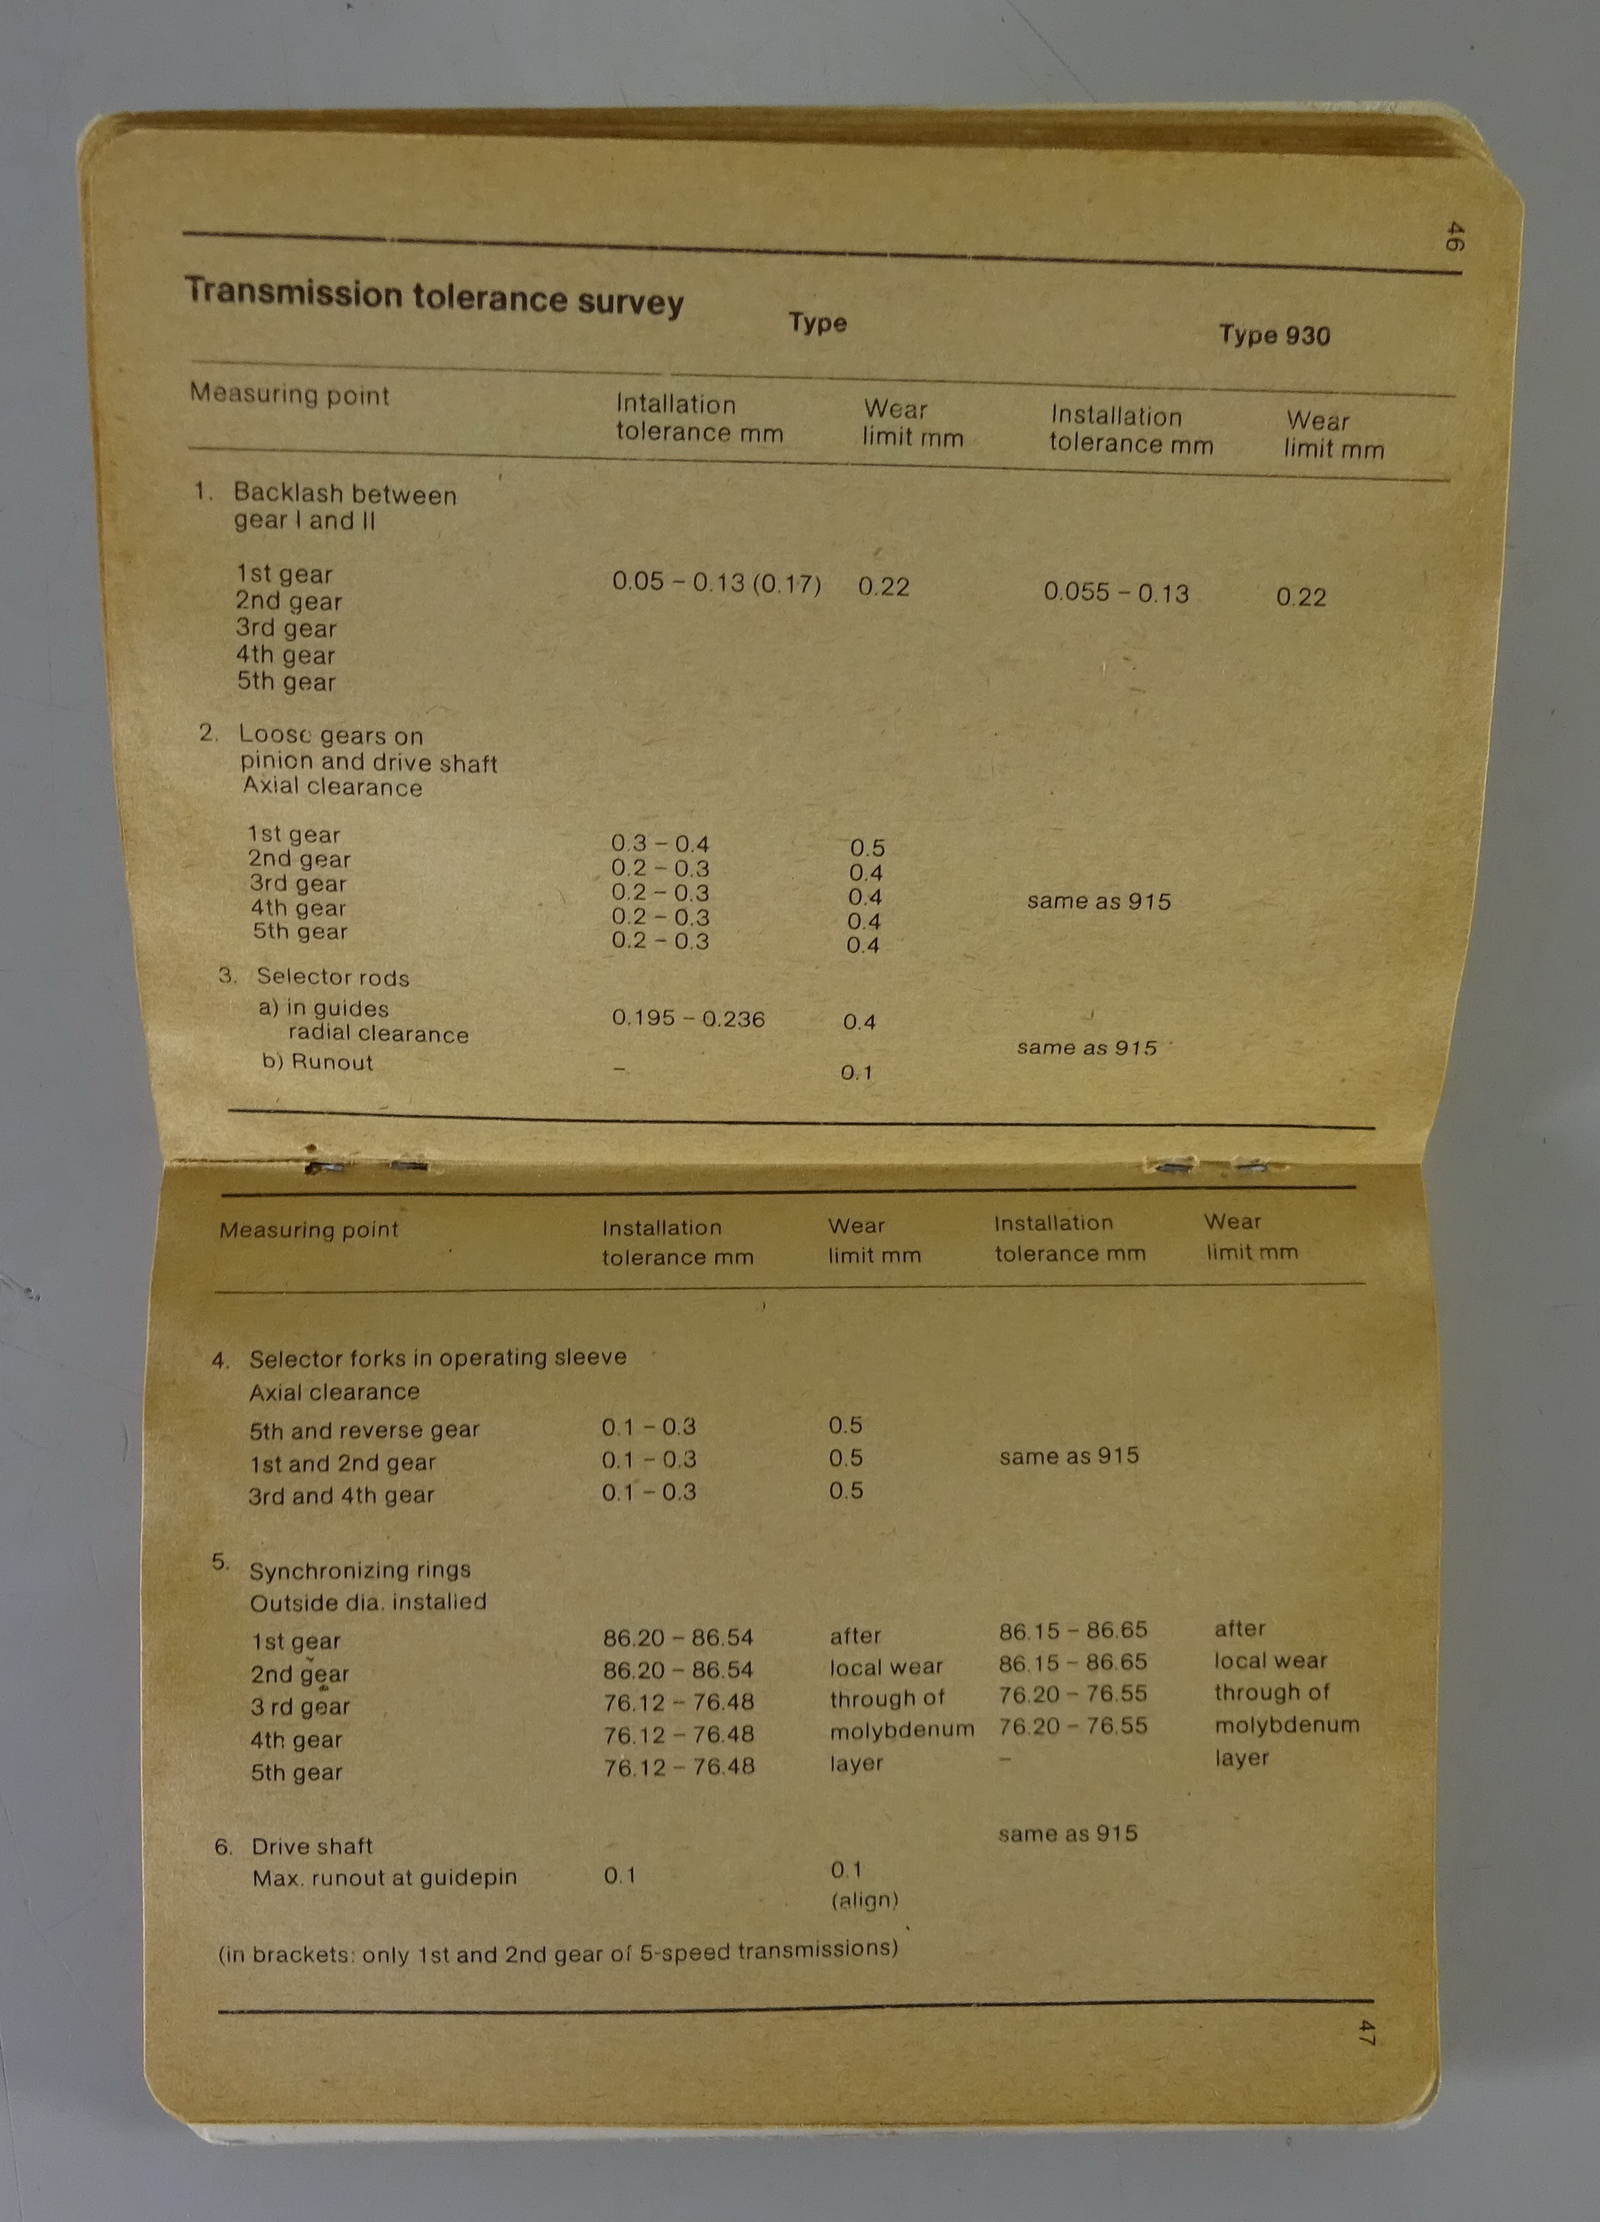 46
Transmission tolerance survey Type Type 930
Measuring point Intallation tolerance mm Wear limit mm Installation tolerance mm Wear limit mm
1. Backlash between
gear I and II
1st gear 0.05 – 0.13 (0.17) 0.22 0.055 – 0.13 0.22
2nd gear
3rd gear
4th gear
5th gear
2. Loose gears on
pinion and drive shaft
Axial clearance
1st gear 0.3 – 0.4 0.5
2nd gear 0.2 – 0.3 0.4
3rd gear 0.2 – 0.3 0.4 same as 915
4th gear 0.2 – 0.3 0.4
5th gear 0.2 – 0.3 0.4
3. Selector rods
a) in guides 0.195 – 0.236 0.4
radial clearance same as 915
b) Runout – 0.1
Measuring point Installation Wear Installation Wear
tolerance mm limit mm tolerance mm limit mm
4. Selector forks in operating sleeve
Axial clearance
5th and reverse gear 0.1 – 0.3 0.5
1st and 2nd gear 0.1 – 0.3 0.5 same as 915
3rd and 4th gear 0.1 – 0.3 0.5
5. Synchronizing rings
Outside dia. installed
1st gear 86.20 – 86.54 after 86.15 – 86.65 after
2nd gear 86.20 – 86.54 local wear 86.15 – 86.65 local wear
3 rd gear 76.12 – 76.48 through of 76.20 – 76.55 through of
4th gear 76.12 – 76.48 molybdenum 76.20 – 76.55 molybdenum
5th gear 76.12 – 76.48 layer – layer
6. Drive shaft same as 915
Max. runout at guidepin 0.1 0.1
(align)
(in brackets: only 1st and 2nd gear of 5-speed transmissions)
47